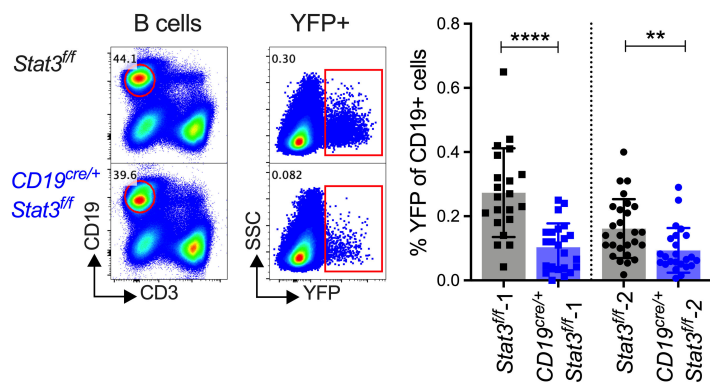 B cells
YFP+
Stat3f/f
44.1
0.30
CD19cre/+
Stat3f/f
39.6
0.082
CD19
CD3
SSC
YFP
% YFP of CD19+ cells
0.8
0.6
0.4
0.2
0.0
****
**
Stat3f/f-1
CD19cre/+
Stat3f/f-1
Stat3f/f-2
CD19cre/+
Stat3f/f-2